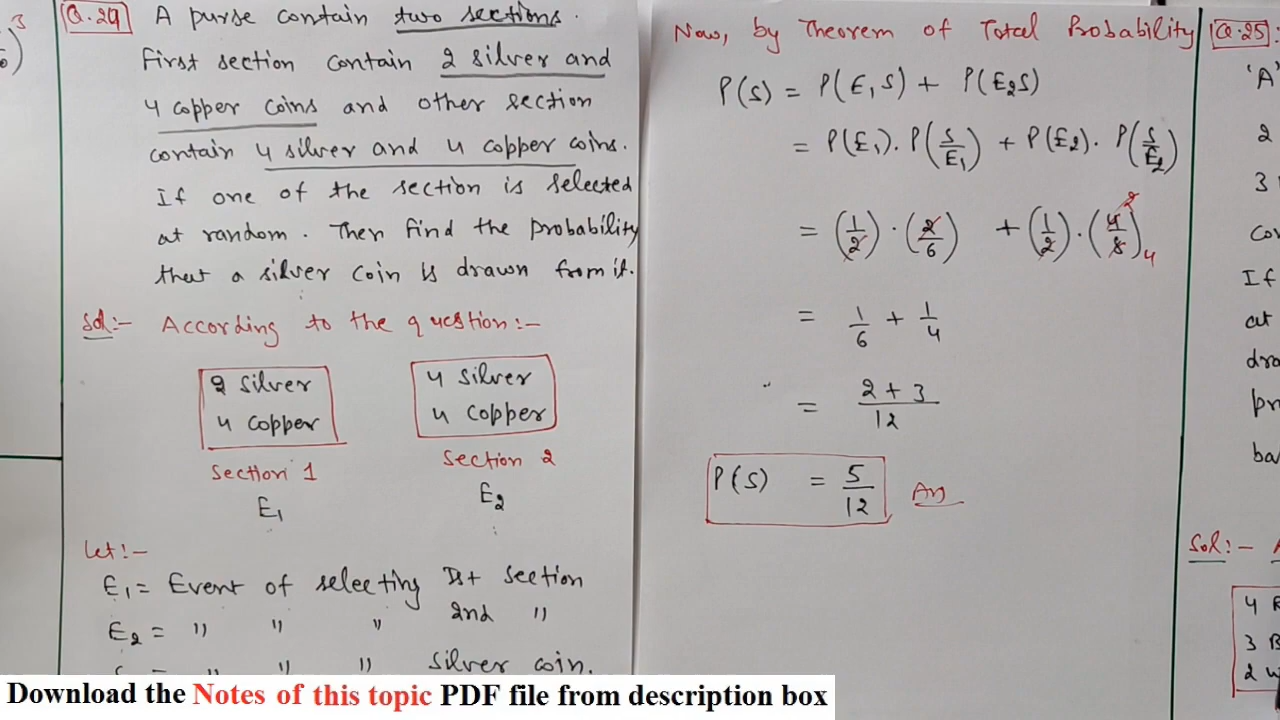 Q.24 A purse contain two sections.
First section contain 2 silver and
4 copper coins and other section
contain 4 silver and 4 copper coins.
If one of the section is selected
at random. Then find the probability
that a silver coin is drawn from it.
Sol:- According to the question:-
2 silver
4 copper
4 silver
4 copper
Section 1
Section 2
E₁
E₂
Let:-
E₁ = Event of selecting Ist section
E₂ = " " " 2nd "
" " " silver coin.
Now, by Theorem of Total Probability
P(S) = P(E₁S) + P(E₂S)
= P(E₁). P(S/E₁) + P(E₂). P(S/E₂)
= (1/2) · (2/6) + (1/2) · (4/8) 2 4
= 1/6 + 1/4
= 2 + 3 / 12
P(S) = 5/12 Ans
3
Q.25
'A'
2
3
If
at
Sol:-
4
3 B
2 W
Download the Notes of this topic PDF file from description box